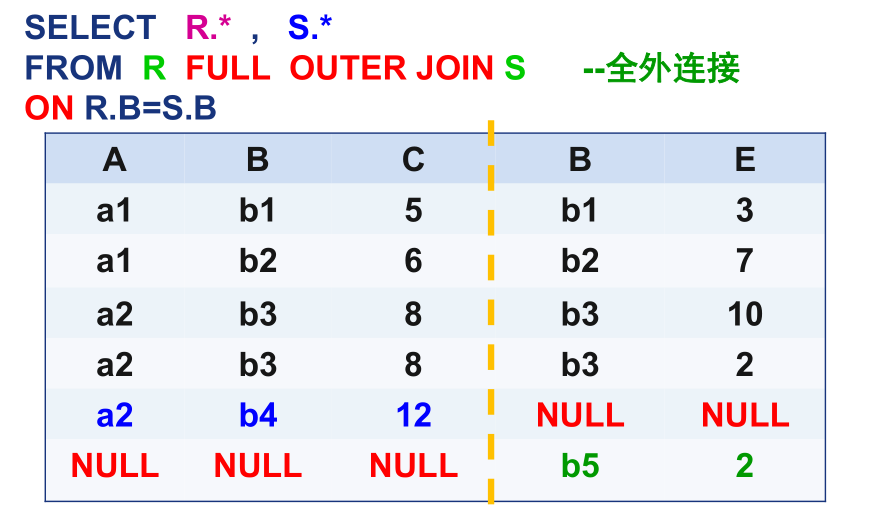 SELECT R.* , S.*
FROM R FULL OUTER JOIN S --全外连接
ON R.B=S.B
A B C B E
a1 b1 5 b1 3
a1 b2 6 b2 7
a2 b3 8 b3 10
a2 b3 8 b3 2
a2 b4 12 NULL NULL
NULL NULL NULL b5 2